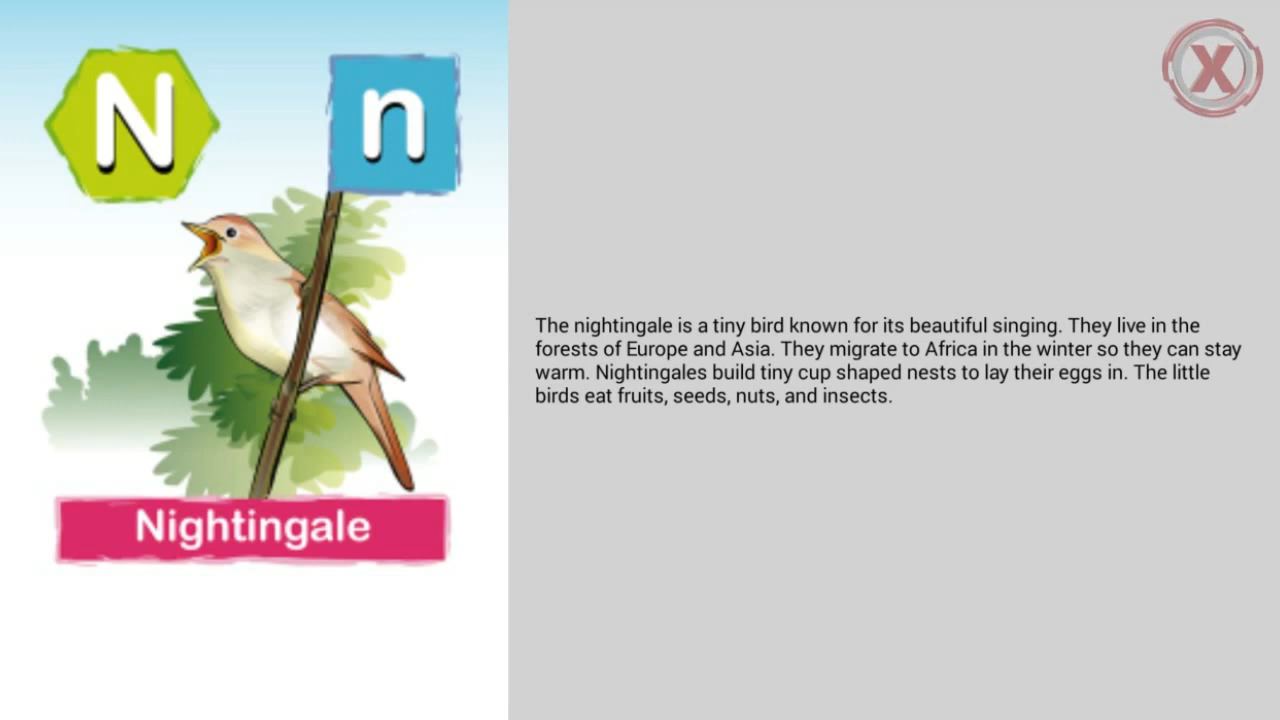 N
n
Nightingale
X
The nightingale is a tiny bird known for its beautiful singing. They live in the
forests of Europe and Asia. They migrate to Africa in the winter so they can stay
warm. Nightingales build tiny cup shaped nests to lay their eggs in. The little
birds eat fruits, seeds, nuts, and insects.